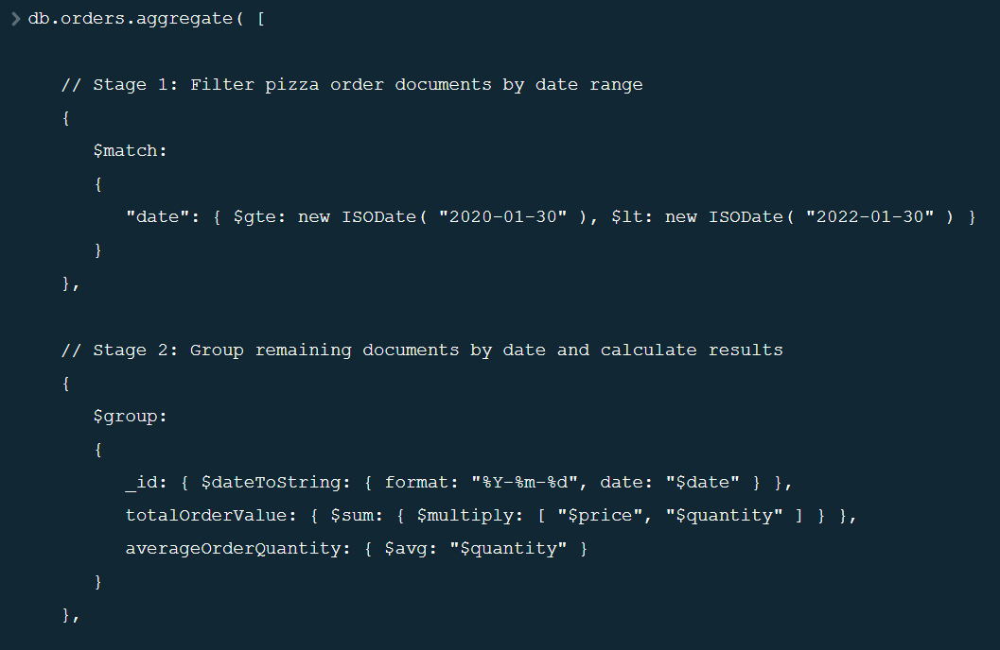 db.orders.aggregate( [
// Stage 1: Filter pizza order documents by date range
{
$match:
{
"date": { $gte: new ISODate( "2020-01-30" ), $lt: new ISODate( "2022-01-30" ) }
}
},
// Stage 2: Group remaining documents by date and calculate results
{
$group:
{
_id: { $dateToString: { format: "%Y-%m-%d", date: "$date" } },
totalOrderValue: { $sum: { $multiply: [ "$price", "$quantity" ] } },
averageOrderQuantity: { $avg: "$quantity" }
}
},